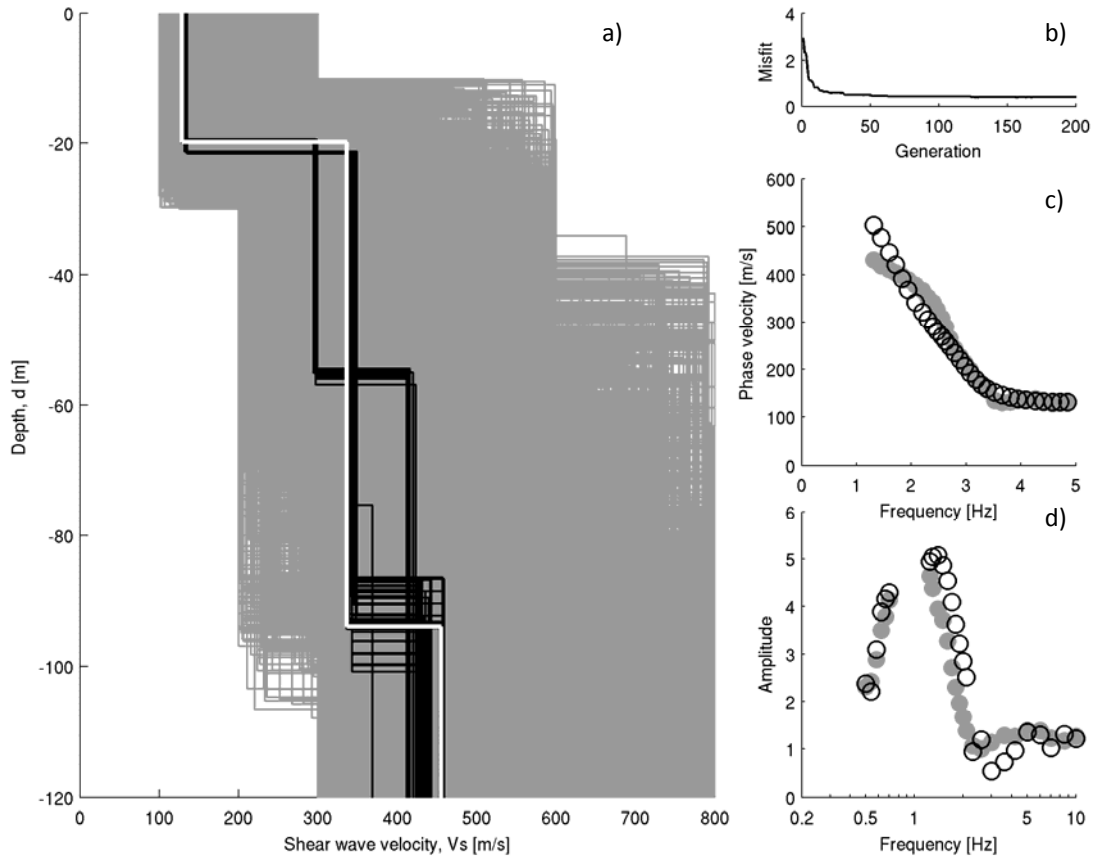 a)
0
-20
-40
-60
-80
-100
-120
Depth, d [m]
0 100 200 300 400 500 600 700 800
Shear wave velocity, Vs [m/s]
b)
4
2
0
Misfit
0 50 100 150 200
Generation
c)
600
500
400
300
200
100
0
Phase velocity [m/s]
0 1 2 3 4 5
Frequency [Hz]
d)
6
5
4
3
2
1
0
Amplitude
0.2 0.5 1 2 5 10
Frequency [Hz]